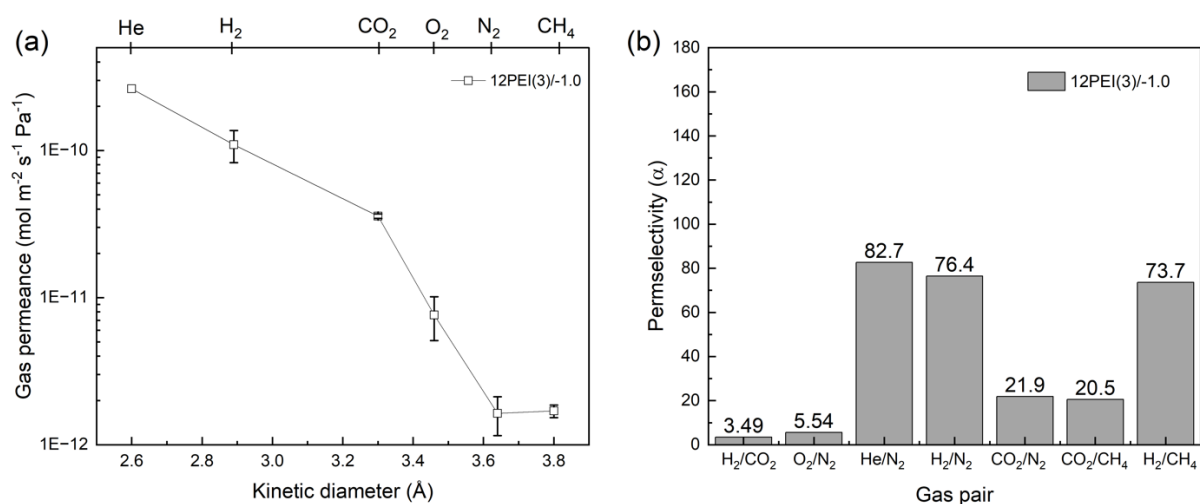 (a)
He H₂ CO₂ O₂ N₂ CH₄
12PEI(3)/-1.0
Gas permeance (mol m⁻² s⁻¹ Pa⁻¹)
1E−10
1E−11
1E−12
2.6 2.8 3.0 3.2 3.4 3.6 3.8
Kinetic diameter (Å)
(b)
12PEI(3)/-1.0
Permselectivity (α)
180
160
140
120
100
80
60
40
20
0
3.49 5.54 82.7 76.4 21.9 20.5 73.7
H₂/CO₂ O₂/N₂ He/N₂ H₂/N₂ CO₂/N₂ CO₂/CH₄ H₂/CH₄
Gas pair